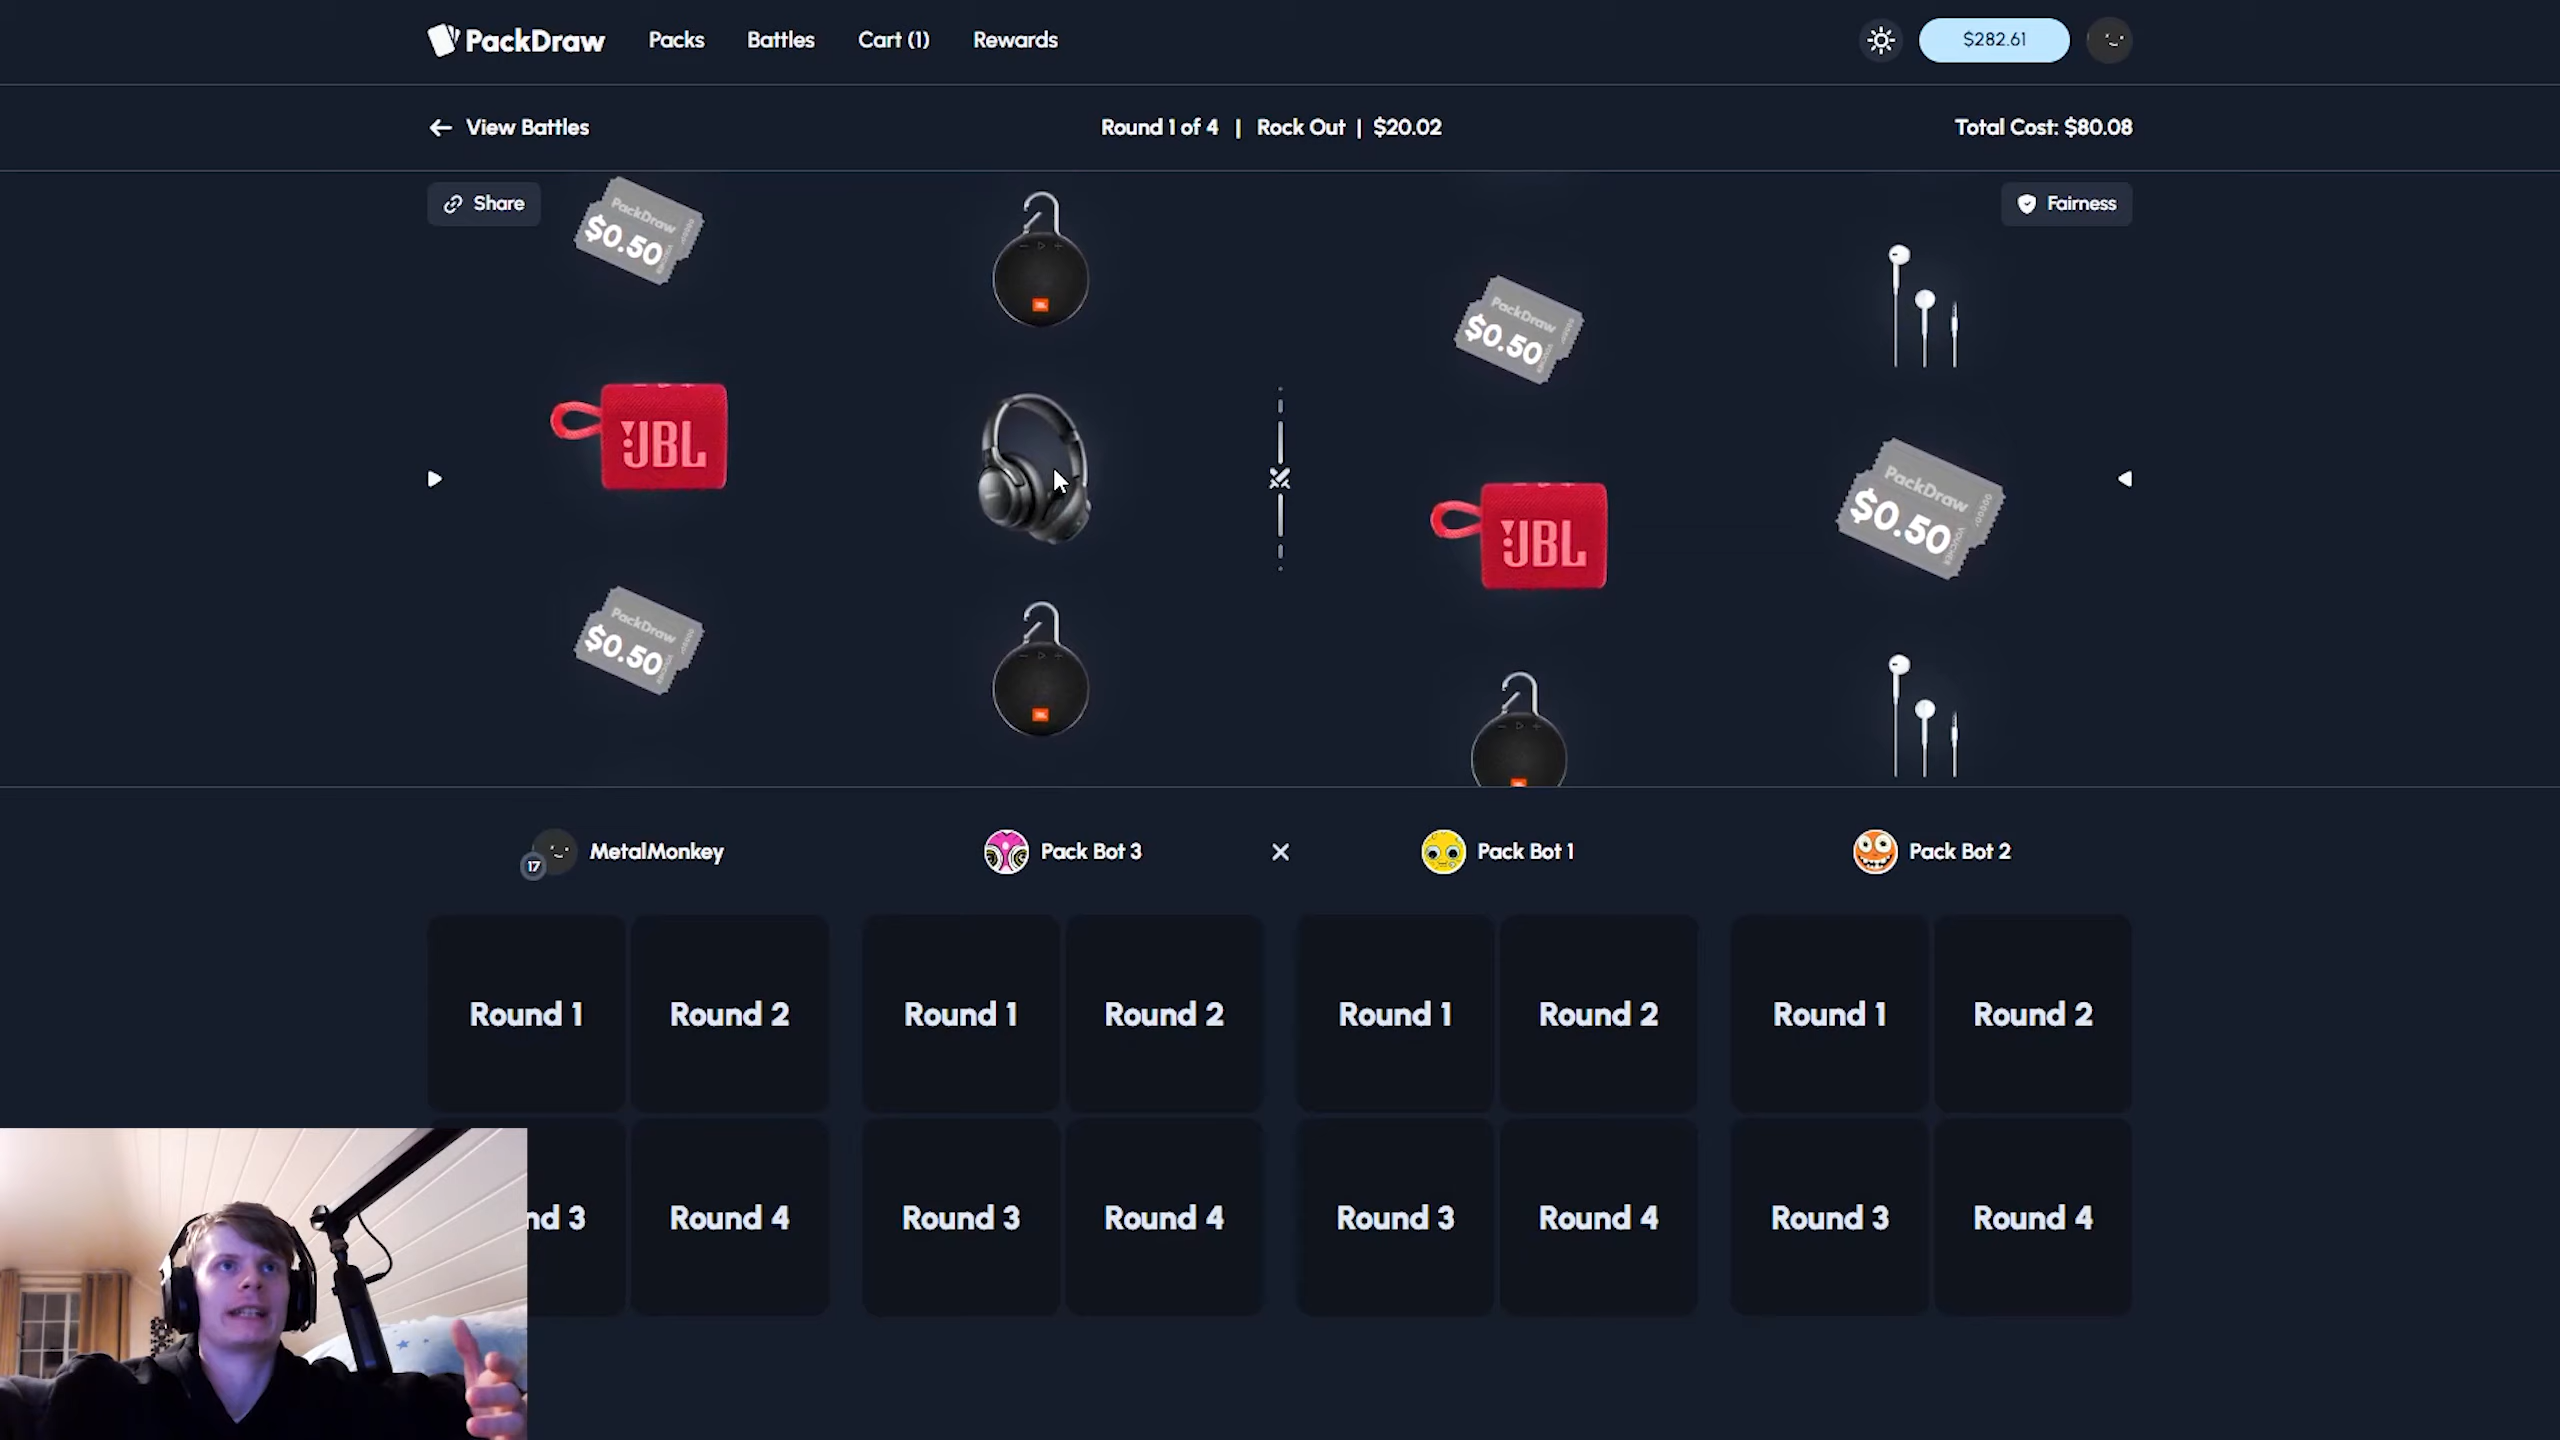 PackDraw
Packs
Battles
Cart (1)
Rewards
$282.61
View Battles
Round 1 of 4 | Rock Out | $20.02
Total Cost: $80.08
Share
Fairness
PackDraw
$0.50
PackDraw
$0.50
JBL
PackDraw
$0.50
JBL
PackDraw
$0.50
17
MetalMonkey
Pack Bot 3
Pack Bot 1
Pack Bot 2
Round 1
Round 2
Round 1
Round 2
Round 1
Round 2
Round 1
Round 2
nd 3
Round 4
Round 3
Round 4
Round 3
Round 4
Round 3
Round 4